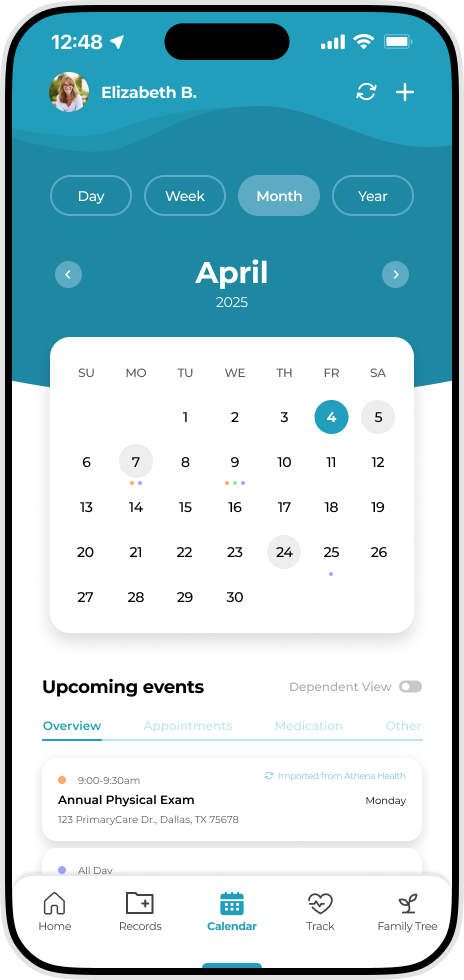 12:48
Elizabeth B.
Day Week Month Year
April
2025
SU MO TU WE TH FR SA
1 2 3 4 5
6 7 8 9 10 11 12
13 14 15 16 17 18 19
20 21 22 23 24 25 26
27 28 29 30
Upcoming events Dependent View
Overview Appointments Medication Other
9:00-9:30am Imported from Athena Health
Annual Physical Exam Monday
123 PrimaryCare Dr., Dallas, TX 75678
All Day
Home Records Calendar Track Family Tree